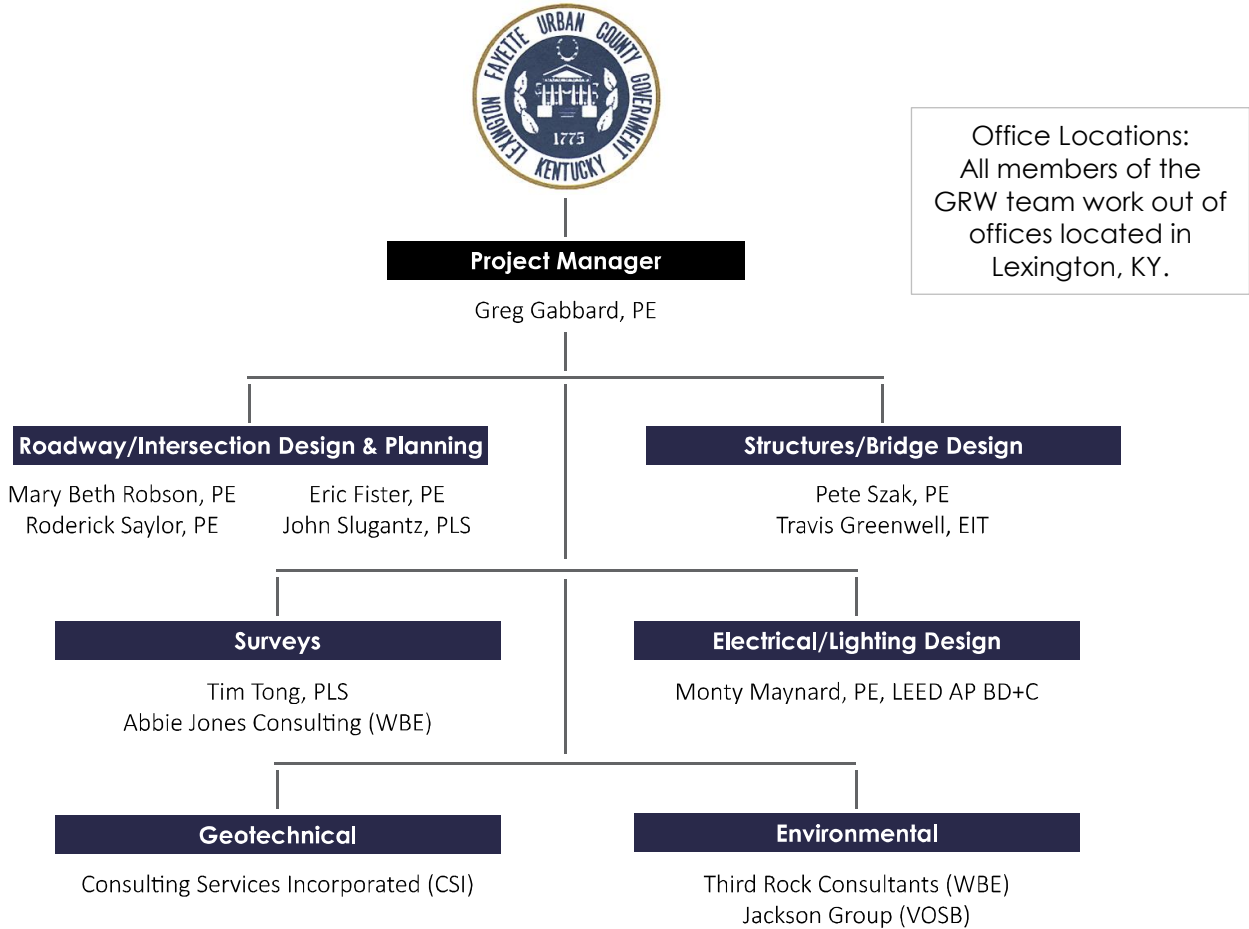 LEXINGTON FAYETTE URBAN COUNTY GOVERNMENT
1775
KENTUCKY
Office Locations:
All members of the
GRW team work out of
offices located in
Lexington, KY.
Project Manager
Greg Gabbard, PE
Roadway/Intersection Design & Planning
Mary Beth Robson, PE
Roderick Saylor, PE
Eric Fister, PE
John Slugantz, PLS
Structures/Bridge Design
Pete Szak, PE
Travis Greenwell, EIT
Surveys
Tim Tong, PLS
Abbie Jones Consulting (WBE)
Electrical/Lighting Design
Monty Maynard, PE, LEED AP BD+C
Geotechnical
Consulting Services Incorporated (CSI)
Environmental
Third Rock Consultants (WBE)
Jackson Group (VOSB)